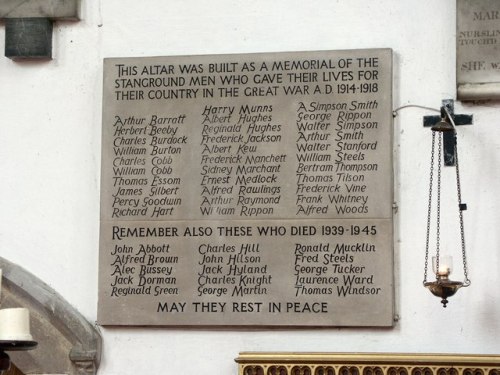 THIS ALTAR WAS BUILT AS A MEMORIAL OF THE
STANGROUND MEN WHO GAVE THEIR LIVES FOR
THEIR COUNTRY IN THE GREAT WAR A.D. 1914-1918
Arthur Barratt
Herbert Beeby
Charles Burdock
William Burton
Charles Cobb
William Cobb
Thomas Essom
James Gilbert
Percy Goodwin
Richard Hart
Harry Munns
Albert Hughes
Reginald Hughes
Frederick Jackson
Albert Kew
Frederick Manchett
Sidney Marchant
Ernest Medlock
Alfred Rawlings
Arthur Raymond
William Rippon
A. Simpson Smith
George Rippon
Walter Simpson
Arthur Smith
Walter Stanford
William Steels
Bertram Thompson
Thomas Tilson
Frederick Vine
Frank Whitney
Alfred Woods
REMEMBER ALSO THESE WHO DIED 1939-1945
John Abbott
Alfred Brown
Alec Bussey
Jack Dorman
Reginald Green
Charles Hill
John Hillson
Jack Hyland
Charles Knight
George Martin
Ronald Mucklin
Fred Steels
George Tucker
Laurence Ward
Thomas Windsor
MAY THEY REST IN PEACE
MAR
NURSLIN
TOUCH'D
SHE W